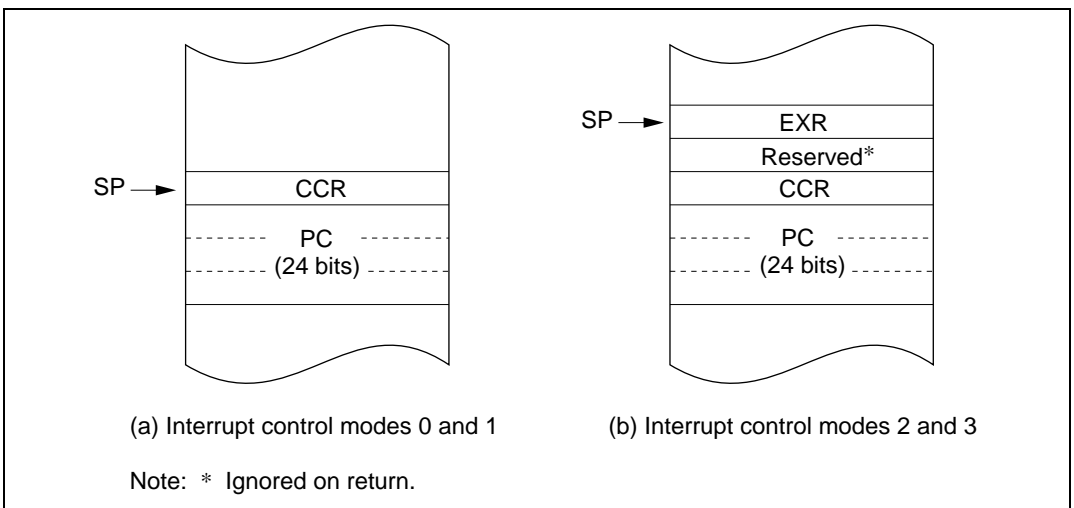 SP
CCR
PC
(24 bits)
(a) Interrupt control modes 0 and 1
SP
EXR
Reserved*
CCR
PC
(24 bits)
(b) Interrupt control modes 2 and 3
Note: * Ignored on return.